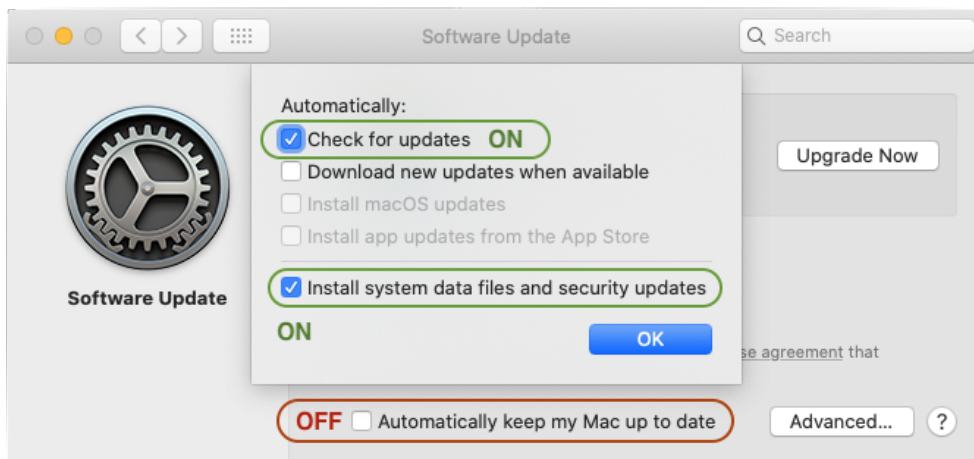 Software Update
Search
Automatically:
Check for updates ON
Download new updates when available
Install macOS updates
Install app updates from the App Store
Install system data files and security updates
ON
OK
Upgrade Now
Software Update
se agreement that
OFF Automatically keep my Mac up to date
Advanced...
?